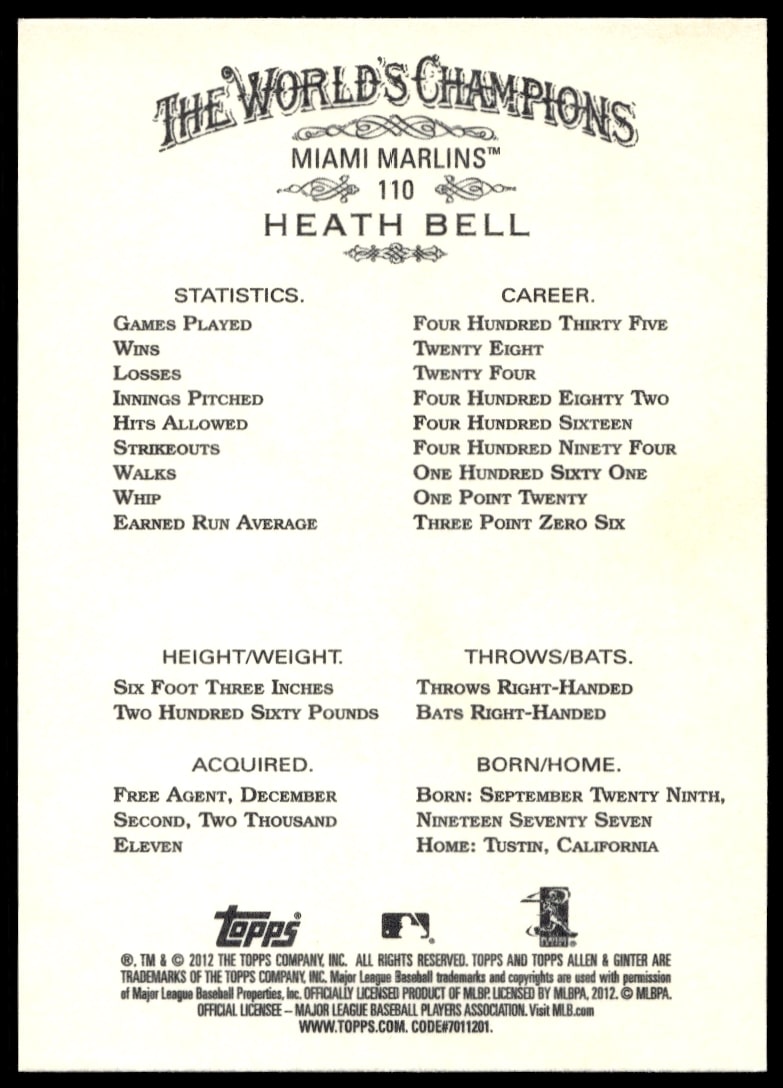 THE WORLD'S CHAMPIONS
MIAMI MARLINS™
110
HEATH BELL
STATISTICS. CAREER.
GAMES PLAYED FOUR HUNDRED THIRTY FIVE
WINS TWENTY EIGHT
LOSSES TWENTY FOUR
INNINGS PITCHED FOUR HUNDRED EIGHTY TWO
HITS ALLOWED FOUR HUNDRED SIXTEEN
STRIKEOUTS FOUR HUNDRED NINETY FOUR
WALKS ONE HUNDRED SIXTY ONE
WHIP ONE POINT TWENTY
EARNED RUN AVERAGE THREE POINT ZERO SIX
HEIGHT/WEIGHT. THROWS/BATS.
SIX FOOT THREE INCHES THROWS RIGHT-HANDED
TWO HUNDRED SIXTY POUNDS BATS RIGHT-HANDED
ACQUIRED. BORN/HOME.
FREE AGENT, DECEMBER BORN: SEPTEMBER TWENTY NINTH,
SECOND, TWO THOUSAND NINETEEN SEVENTY SEVEN
ELEVEN HOME: TUSTIN, CALIFORNIA
Topps®
®, TM & © 2012 THE TOPPS COMPANY, INC. ALL RIGHTS RESERVED. TOPPS AND TOPPS ALLEN & GINTER ARE
TRADEMARKS OF THE TOPPS COMPANY, INC. Major League Baseball trademarks and copyrights are used with permission
of Major League Baseball Properties, Inc. OFFICIALLY LICENSED PRODUCT OF MLBP. LICENSED BY MLBPA, 2012. © MLBPA.
OFFICIAL LICENSEE – MAJOR LEAGUE BASEBALL PLAYERS ASSOCIATION. Visit MLB.com
WWW.TOPPS.COM. CODE#7011201.